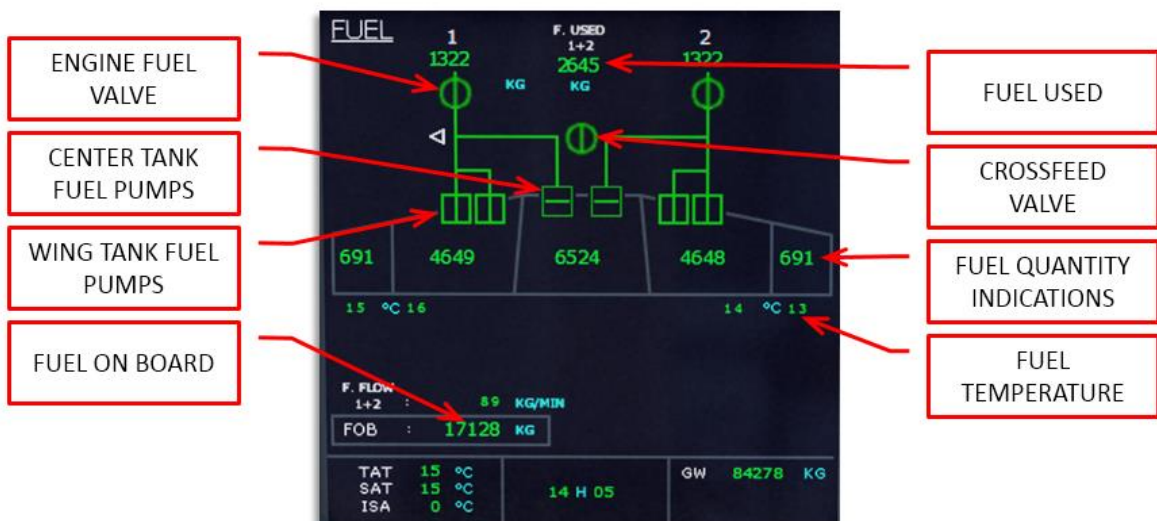 ENGINE FUEL
VALVE
CENTER TANK
FUEL PUMPS
WING TANK FUEL
PUMPS
FUEL ON BOARD
FUEL
1
F. USED
1+2
2
1322
2645
1322
KG
KG
691
4649
6524
4648
691
15 °C 16
14 °C 13
F. FLOW
1+2 : 89 KG/MIN
FOB : 17128 KG
TAT 15 °C
SAT 15 °C
ISA 0 °C
14 H 05
GW 84278 KG
FUEL USED
CROSSFEED
VALVE
FUEL QUANTITY
INDICATIONS
FUEL
TEMPERATURE